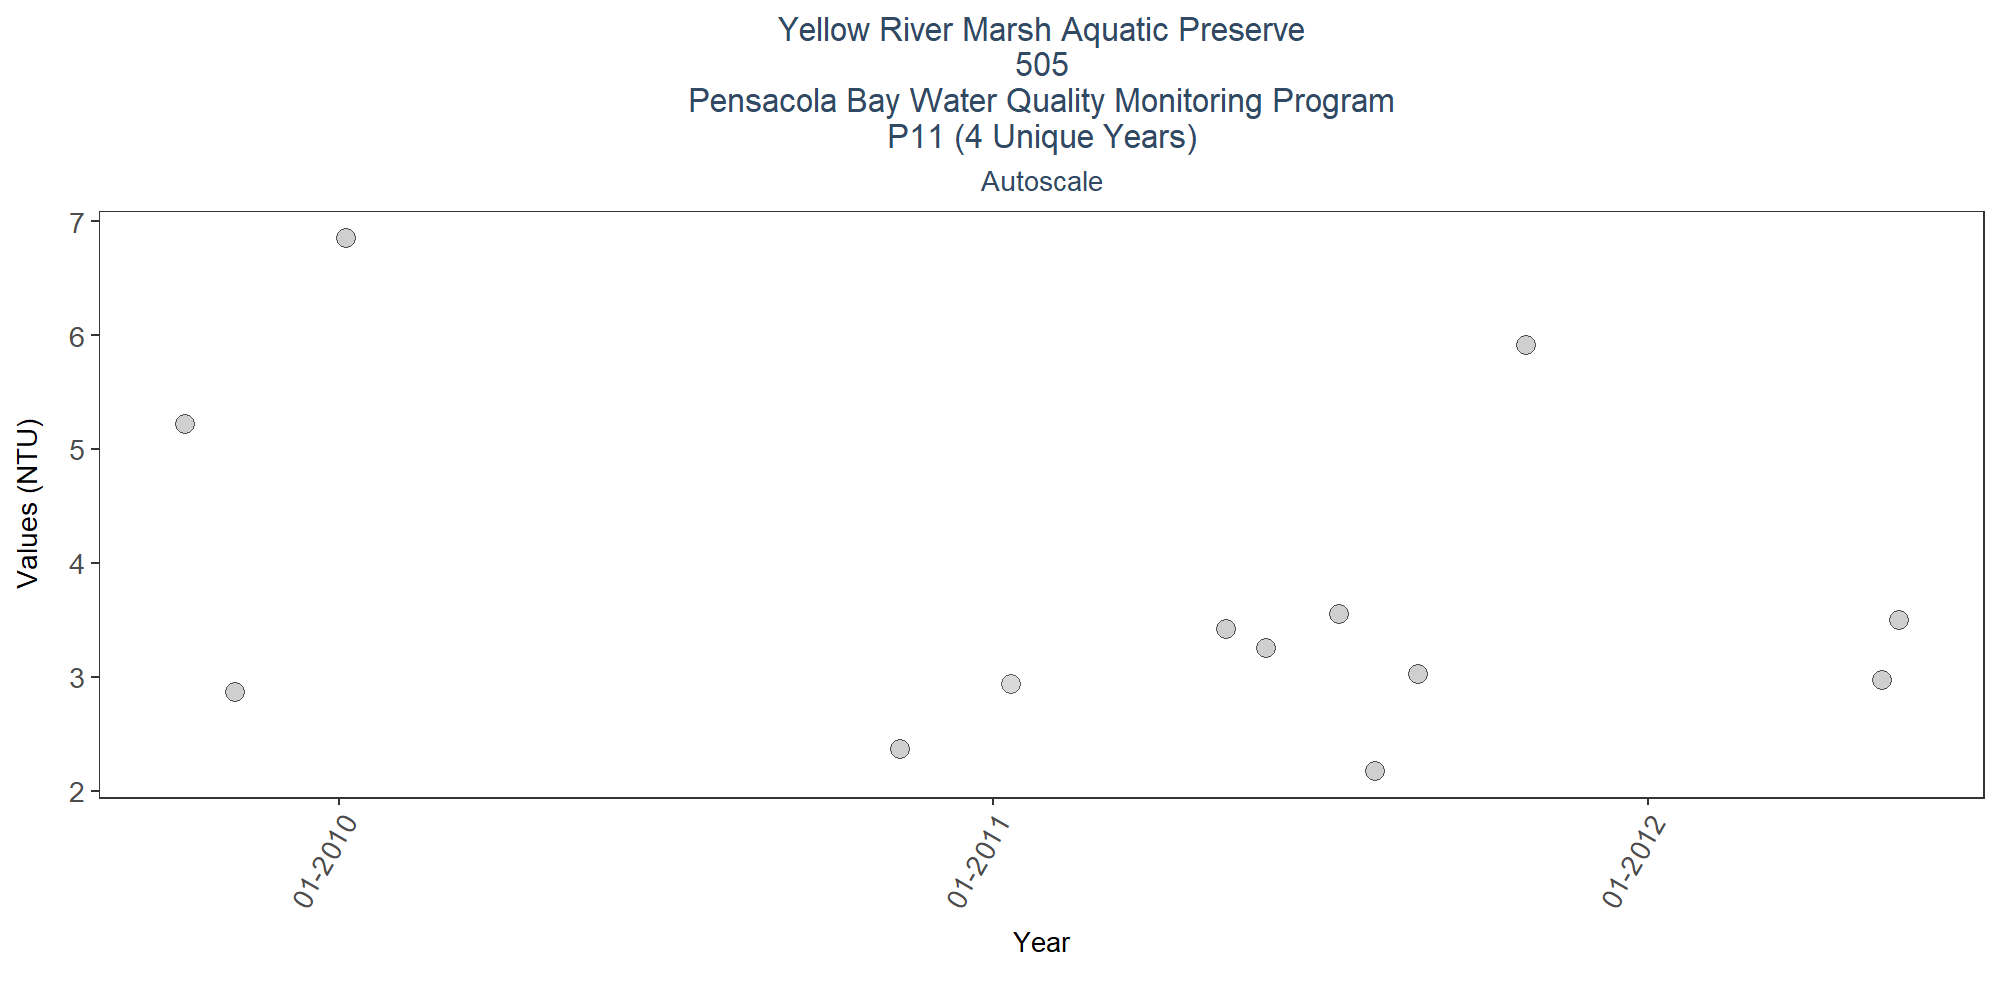 Yellow River Marsh Aquatic Preserve
505
Pensacola Bay Water Quality Monitoring Program
P11 (4 Unique Years)
Autoscale
7
6
5
4
3
2
Values (NTU)
01-2010
01-2011
01-2012
Year